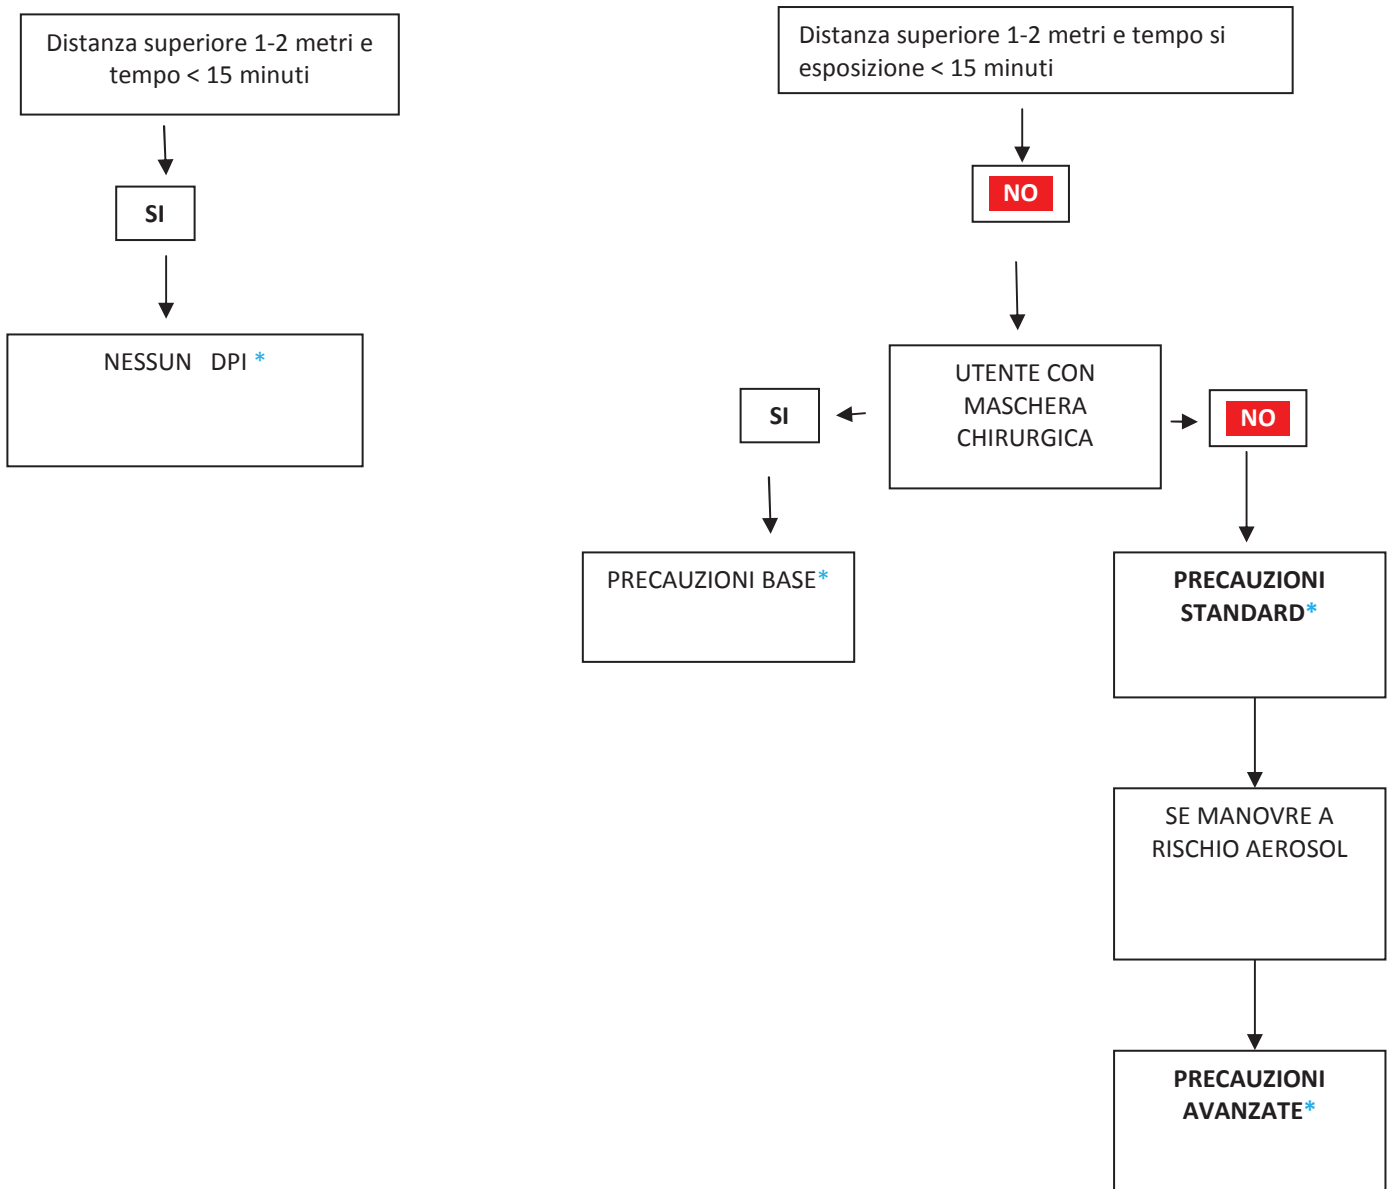 Distanza superiore 1-2 metri e
tempo < 15 minuti
SI
NESSUN DPI *
Distanza superiore 1-2 metri e tempo si
esposizione < 15 minuti
NO
UTENTE CON
MASCHERA
CHIRURGICA
SI
NO
PRECAUZIONI BASE*
PRECAUZIONI
STANDARD*
SE MANOVRE A
RISCHIO AEROSOL
PRECAUZIONI
AVANZATE*